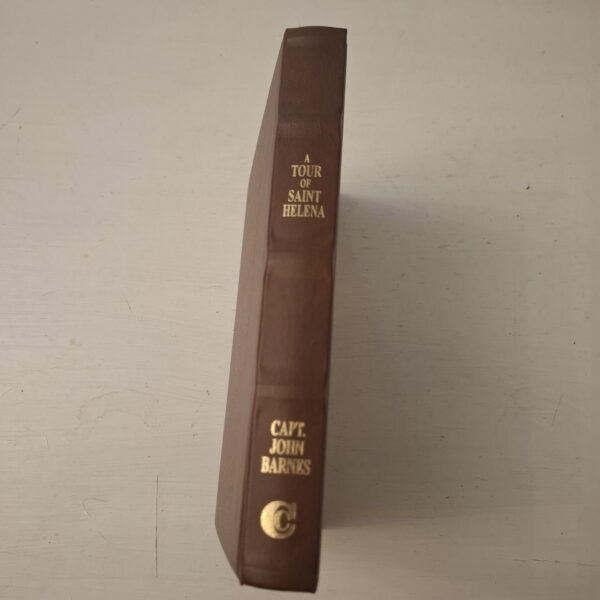 A
TOUR
OF
SAINT
HELENA
CAPT.
JOHN
BARNES